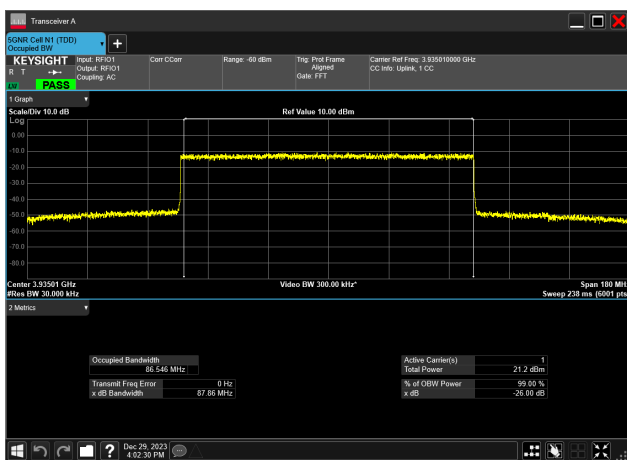 Transceiver A
5GNR Cell N1 (TDD)
Occupied BW
KEYSIGHT
R T
LNI
PASS
Input: RFIO1
Output: RFIO1
Coupling: AC
Corr CCorr
Range: -60 dBm
Trig: Prot Frame
Aligned
Gate: FFT
Carrier Ref Freq: 3.935010000 GHz
CC Info: Uplink, 1 CC
1 Graph
Scale/Div 10.0 dB
Ref Value 10.00 dBm
Log
0.00
-10.0
-20.0
-30.0
-40.0
-50.0
-60.0
-70.0
-80.0
Center 3.93501 GHz
Video BW 300.00 kHz*
Span 180 MH
#Res BW 30.000 kHz
Sweep 238 ms (6001 pts
2 Metrics
Occupied Bandwidth
86.546 MHz
Active Carrier(s) 1
Total Power 21.2 dBm
Transmit Freq Error 0 Hz
x dB Bandwidth 87.86 MHz
% of OBW Power 99.00 %
x dB -26.00 dB
?
Dec 29, 2023
4:02:30 PM